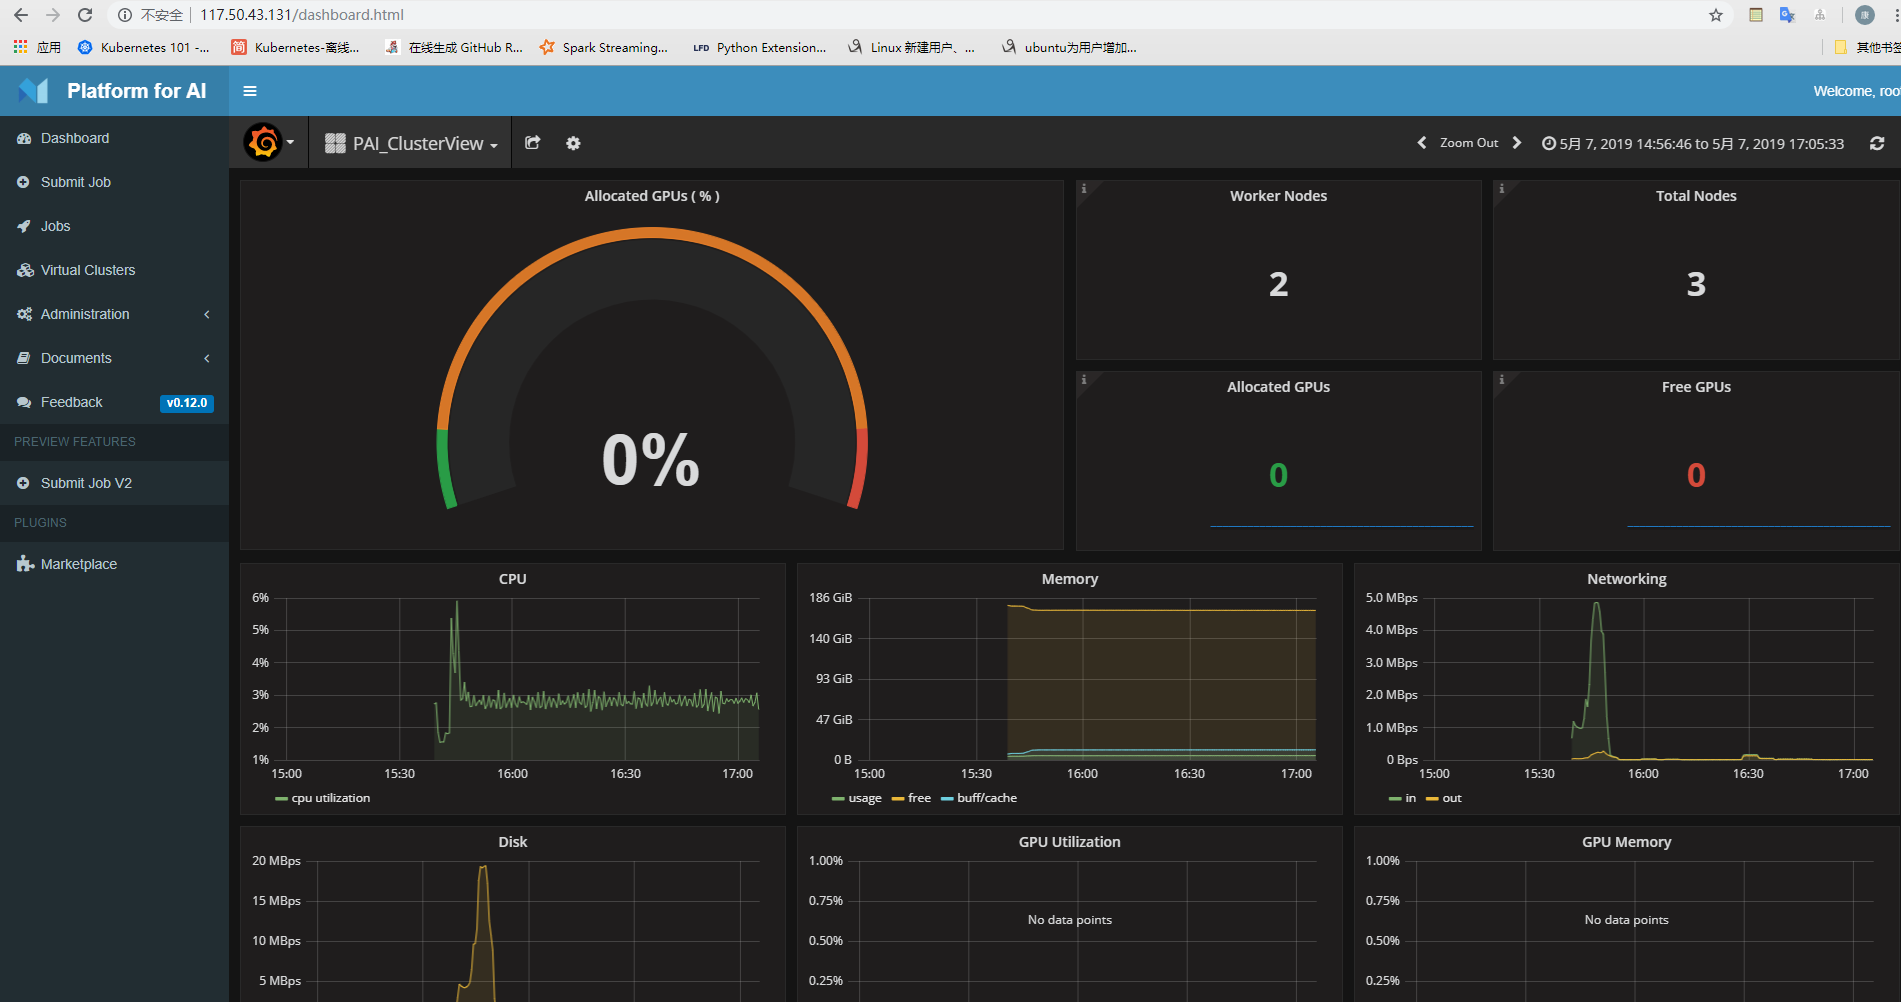 不安全 117.50.43.131/dashboard.html
应用 Kubernetes 101 -... Kubernetes-离线... 在线生成 GitHub R... Spark Streaming... Python Extension... Linux 新建用户、... ubuntu为用户增加... 其他书签
Platform for AI
Welcome, roo
Dashboard
Submit Job
Jobs
Virtual Clusters
Administration
Documents
Feedback v0.12.0
PREVIEW FEATURES
Submit Job V2
PLUGINS
Marketplace
PAI_ClusterView
Zoom Out 5月 7, 2019 14:56:46 to 5月 7, 2019 17:05:33
Allocated GPUs ( % )
0%
Worker Nodes
2
Total Nodes
3
Allocated GPUs
0
Free GPUs
0
CPU
6%
5%
4%
3%
2%
1%
15:00 15:30 16:00 16:30 17:00
cpu utilization
Memory
186 GiB
140 GiB
93 GiB
47 GiB
0 B
15:00 15:30 16:00 16:30 17:00
usage free buff/cache
Networking
5.0 MBps
4.0 MBps
3.0 MBps
2.0 MBps
1.0 MBps
0 Bps
15:00 15:30 16:00 16:30 17:00
in out
Disk
20 MBps
15 MBps
10 MBps
5 MBps
GPU Utilization
1.00%
0.75%
No data points
0.50%
0.25%
GPU Memory
1.00%
0.75%
No data points
0.50%
0.25%